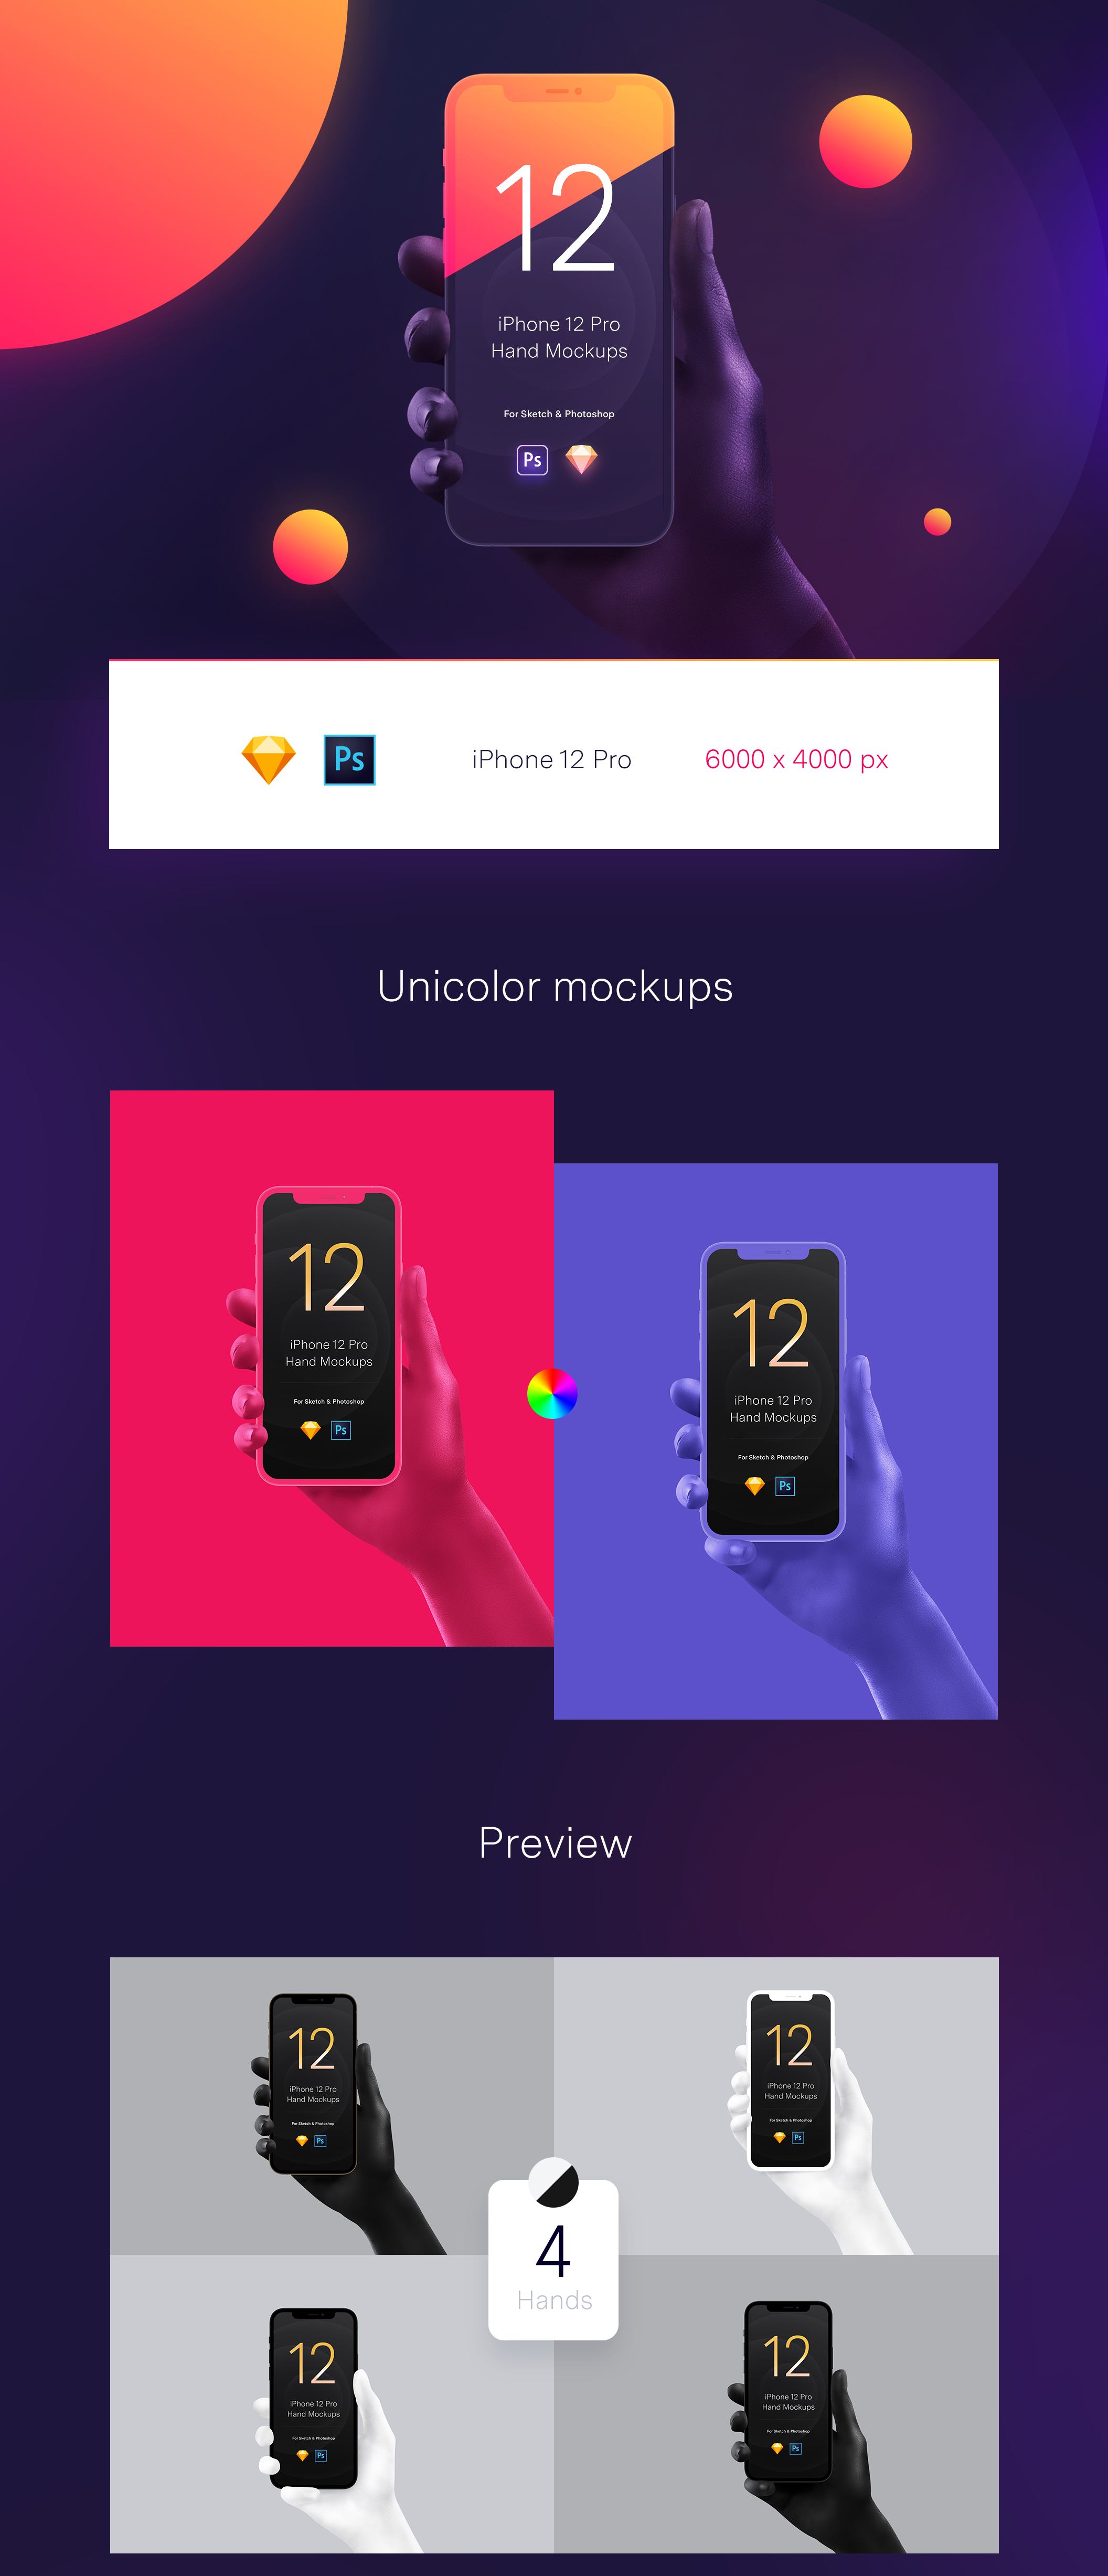 12
iPhone 12 Pro
Hand Mockups
For Sketch & Photoshop
Ps
Ps
iPhone 12 Pro
6000 x 4000 px
Unicolor mockups
12
iPhone 12 Pro
Hand Mockups
For Sketch & Photoshop
Ps
12
iPhone 12 Pro
Hand Mockups
For Sketch & Photoshop
Ps
Preview
12
iPhone 12 Pro
Hand Mockups
For Sketch & Photoshop
Ps
12
iPhone 12 Pro
Hand Mockups
For Sketch & Photoshop
Ps
4
Hands
12
iPhone 12 Pro
Hand Mockups
For Sketch & Photoshop
Ps
12
iPhone 12 Pro
Hand Mockups
For Sketch & Photoshop
Ps